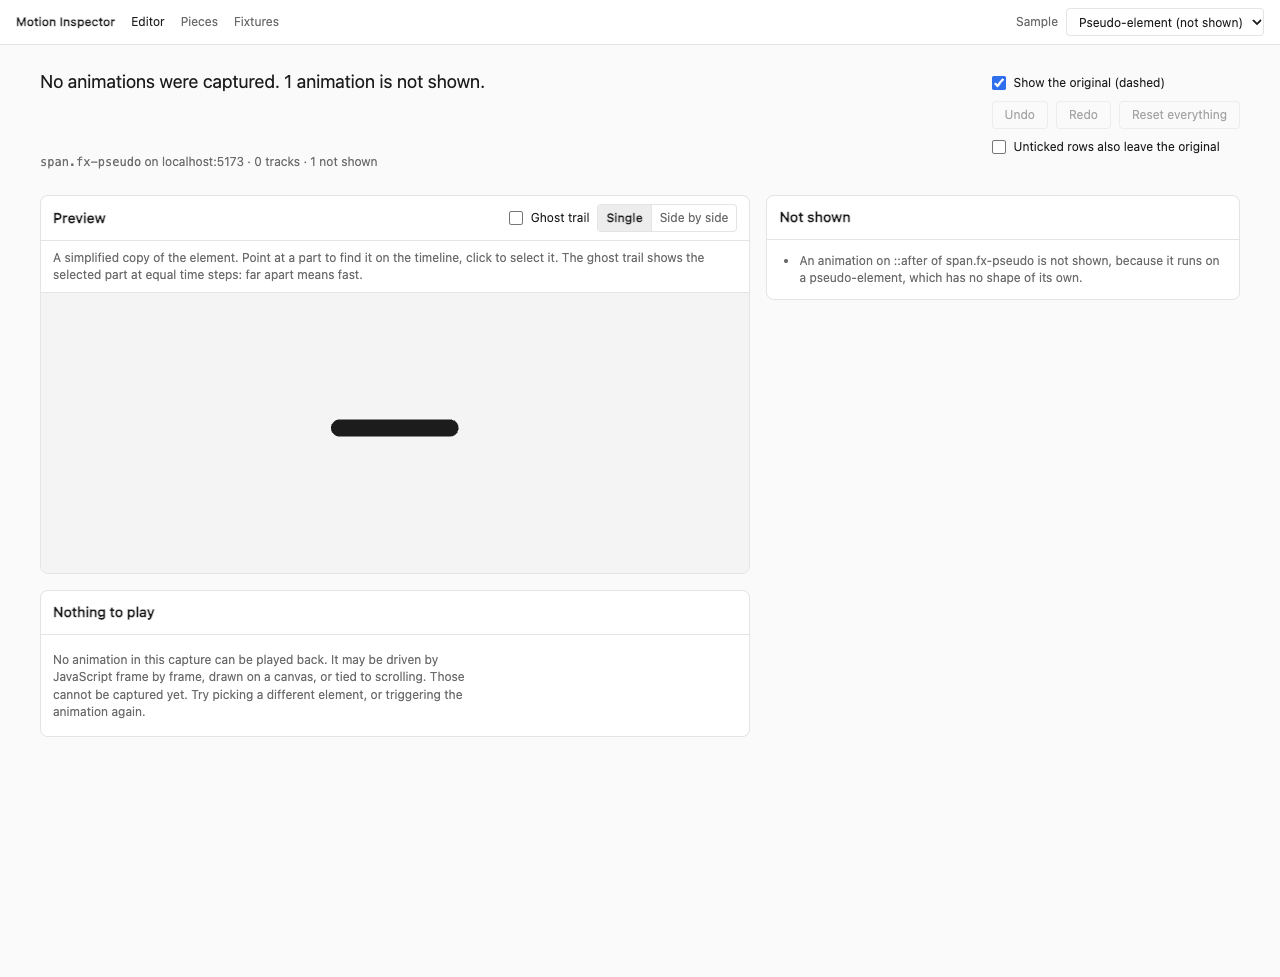 Motion Inspector Editor Pieces Fixtures Sample Pseudo-element (not shown)
No animations were captured. 1 animation is not shown.
Show the original (dashed)
Undo Redo Reset everything
Unticked rows also leave the original
span.fx-pseudo on localhost:5173 · 0 tracks · 1 not shown
Preview Ghost trail Single Side by side
A simplified copy of the element. Point at a part to find it on the timeline, click to select it. The ghost trail shows the
selected part at equal time steps: far apart means fast.
Not shown
• An animation on ::after of span.fx-pseudo is not shown, because it runs on
a pseudo-element, which has no shape of its own.
Nothing to play
No animation in this capture can be played back. It may be driven by
JavaScript frame by frame, drawn on a canvas, or tied to scrolling. Those
cannot be captured yet. Try picking a different element, or triggering the
animation again.